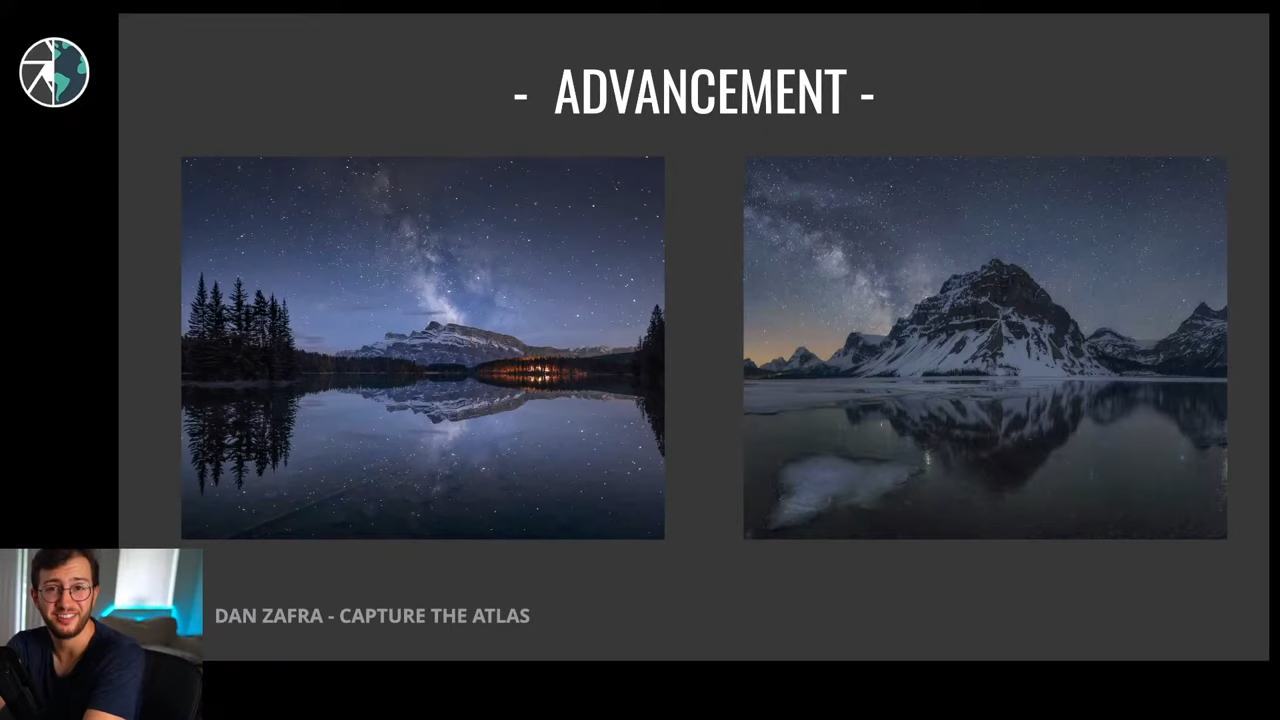 - ADVANCEMENT -
DAN ZAFRA - CAPTURE THE ATLAS